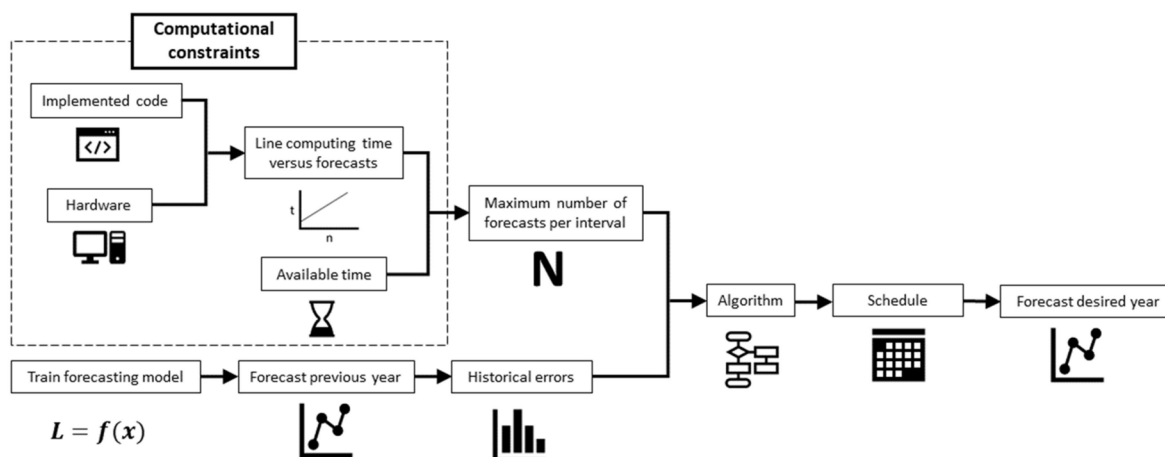 Computational
constraints
Implemented code
</>
Hardware
Line computing time
versus forecasts
t
n
Available time
Maximum number of
forecasts per interval
N
Algorithm
Schedule
Forecast desired year
Train forecasting model
Forecast previous year
Historical errors
L = f(x)